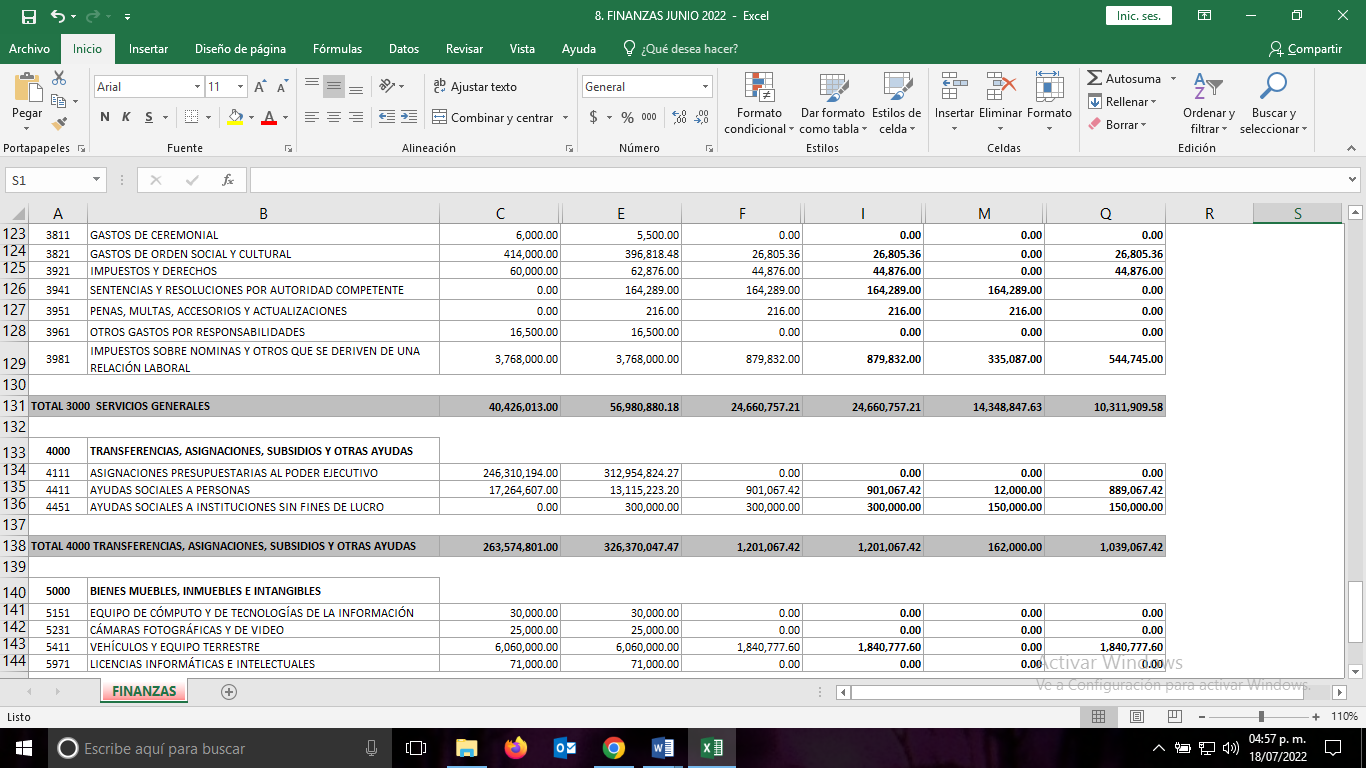 8. FINANZAS JUNIO 2022 - Excel
Inic. ses.
Archivo Inicio Insertar Diseño de página Fórmulas Datos Revisar Vista Ayuda ¿Qué desea hacer? Compartir
Pegar
Arial 11
N K S
Ajustar texto
Combinar y centrar
General
$ % 000
Formato condicional
Dar formato como tabla
Estilos de celda
Insertar Eliminar Formato
Autosuma
Rellenar
Borrar
Ordenar y filtrar
Buscar y seleccionar
Portapapeles Fuente Alineación Número Estilos Celdas Edición
S1 fx
A B C E F I M Q R S
123 3811 GASTOS DE CEREMONIAL 6,000.00 5,500.00 0.00 0.00 0.00 0.00
124 3821 GASTOS DE ORDEN SOCIAL Y CULTURAL 414,000.00 396,818.48 26,805.36 26,805.36 0.00 26,805.36
125 3921 IMPUESTOS Y DERECHOS 60,000.00 62,876.00 44,876.00 44,876.00 0.00 44,876.00
126 3941 SENTENCIAS Y RESOLUCIONES POR AUTORIDAD COMPETENTE 0.00 164,289.00 164,289.00 164,289.00 164,289.00 0.00
127 3951 PENAS, MULTAS, ACCESORIOS Y ACTUALIZACIONES 0.00 216.00 216.00 216.00 216.00 0.00
128 3961 OTROS GASTOS POR RESPONSABILIDADES 16,500.00 16,500.00 0.00 0.00 0.00 0.00
129 3981 IMPUESTOS SOBRE NOMINAS Y OTROS QUE SE DERIVEN DE UNA
RELACIÓN LABORAL 3,768,000.00 3,768,000.00 879,832.00 879,832.00 335,087.00 544,745.00
130
131 TOTAL 3000 SERVICIOS GENERALES 40,426,013.00 56,980,880.18 24,660,757.21 24,660,757.21 14,348,847.63 10,311,909.58
132
133 4000 TRANSFERENCIAS, ASIGNACIONES, SUBSIDIOS Y OTRAS AYUDAS
134 4111 ASIGNACIONES PRESUPUESTARIAS AL PODER EJECUTIVO 246,310,194.00 312,954,824.27 0.00 0.00 0.00 0.00
135 4411 AYUDAS SOCIALES A PERSONAS 17,264,607.00 13,115,223.20 901,067.42 901,067.42 12,000.00 889,067.42
136 4451 AYUDAS SOCIALES A INSTITUCIONES SIN FINES DE LUCRO 0.00 300,000.00 300,000.00 300,000.00 150,000.00 150,000.00
137
138 TOTAL 4000 TRANSFERENCIAS, ASIGNACIONES, SUBSIDIOS Y OTRAS AYUDAS 263,574,801.00 326,370,047.47 1,201,067.42 1,201,067.42 162,000.00 1,039,067.42
139
140 5000 BIENES MUEBLES, INMUEBLES E INTANGIBLES
141 5151 EQUIPO DE CÓMPUTO Y DE TECNOLOGÍAS DE LA INFORMACIÓN 30,000.00 30,000.00 0.00 0.00 0.00 0.00
142 5231 CÁMARAS FOTOGRÁFICAS Y DE VIDEO 25,000.00 25,000.00 0.00 0.00 0.00 0.00
143 5411 VEHÍCULOS Y EQUIPO TERRESTRE 6,060,000.00 6,060,000.00 1,840,777.60 1,840,777.60 0.00 1,840,777.60
144 5971 LICENCIAS INFORMÁTICAS E INTELECTUALES 71,000.00 71,000.00 0.00 0.00 0.00 0.00
Activar Windows
Ve a Configuración para activar Windows.
FINANZAS
Listo
110%
Escribe aquí para buscar
04:57 p. m.
18/07/2022